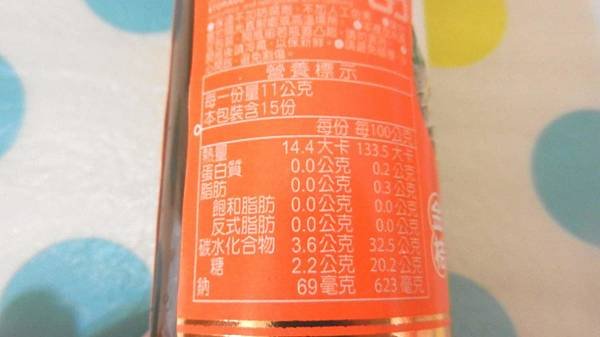 營養標示
每一份量11公克
本包裝含15份
每份 每100公克
熱量 14.4大卡 133.5大卡
蛋白質 0.0公克 0.2公克
脂肪 0.0公克 0.3公克
飽和脂肪 0.0公克 0.0公克
反式脂肪 0.0公克 0.0公克
碳水化合物 3.6公克 32.5公克
糖 2.2公克 20.2公克
鈉 69毫克 623毫克